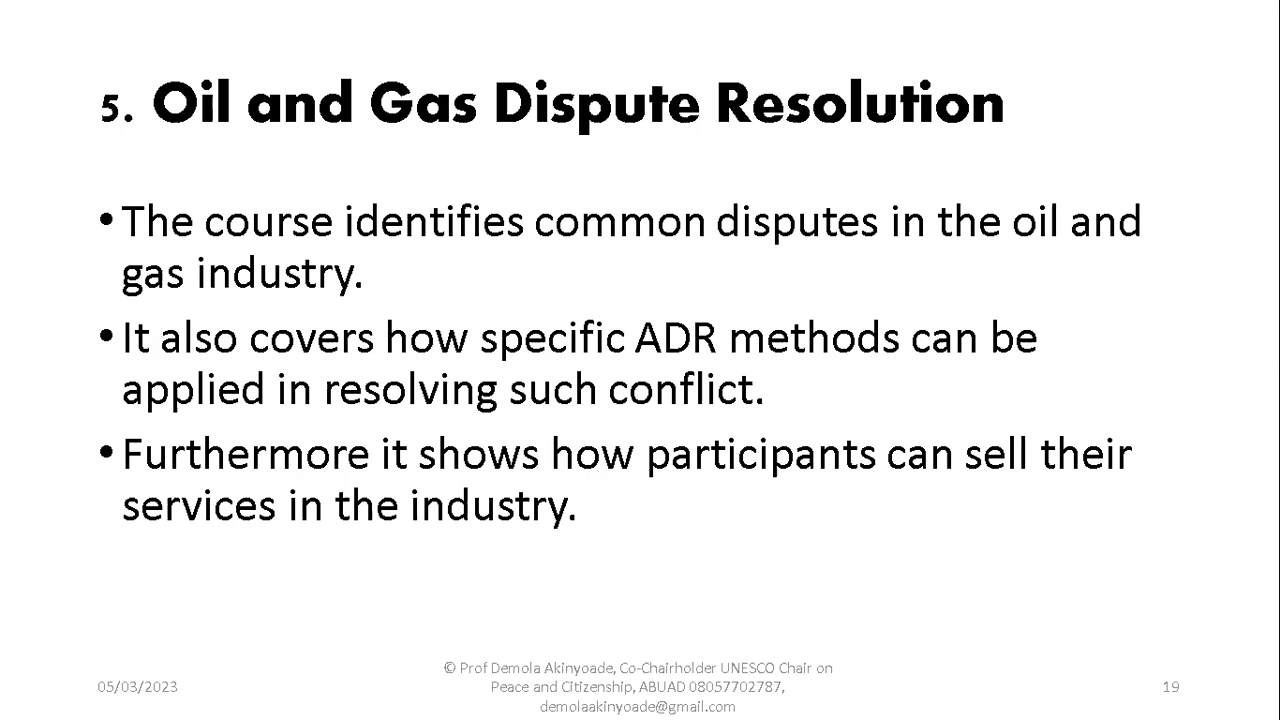 5. Oil and Gas Dispute Resolution
•The course identifies common disputes in the oil and
gas industry.
•It also covers how specific ADR methods can be
applied in resolving such conflict.
•Furthermore it shows how participants can sell their
services in the industry.
05/03/2023
© Prof Demola Akinyoade, Co-Chairholder UNESCO Chair on
Peace and Citizenship, ABUAD 08057702787,
demolaakinyoade@gmail.com
19